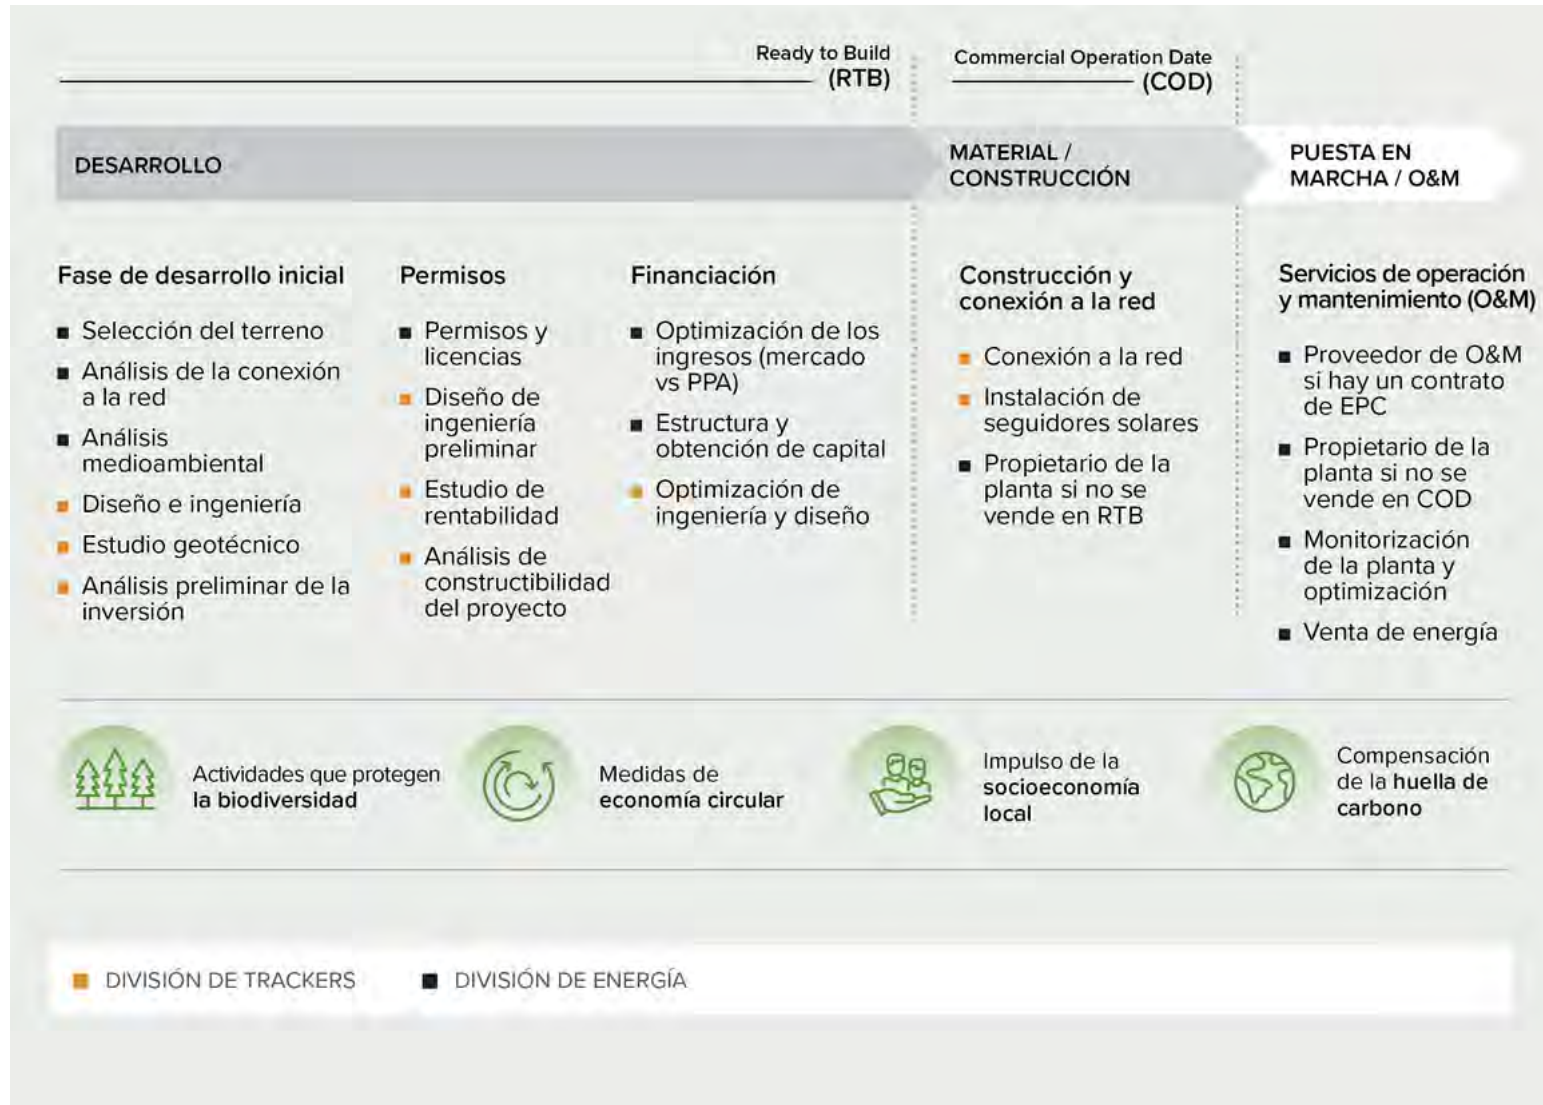 Ready to Build
(RTB)
Commercial Operation Date
(COD)
DESARROLLO
MATERIAL /
CONSTRUCCIÓN
PUESTA EN
MARCHA / O&M
Fase de desarrollo inicial
Selección del terreno
Análisis de la conexión
a la red
Análisis
medioambiental
Diseño e ingeniería
Estudio geotécnico
Análisis preliminar de la
inversión
Permisos
Permisos y
licencias
Diseño de
ingeniería
preliminar
Estudio de
rentabilidad
Análisis de
constructibilidad
del proyecto
Financiación
Optimización de los
ingresos (mercado
vs PPA)
Estructura y
obtención de capital
Optimización de
ingeniería y diseño
Construcción y
conexión a la red
Conexión a la red
Instalación de
seguidores solares
Propietario de la
planta si no se
vende en RTB
Servicios de operación
y mantenimiento (O&M)
Proveedor de O&M
si hay un contrato
de EPC
Propietario de la
planta si no se
vende en COD
Monitorización
de la planta y
optimización
Venta de energía
Actividades que protegen
la biodiversidad
Medidas de
economía circular
Impulso de la
socioeconomía
local
Compensación
de la huella de
carbono
DIVISIÓN DE TRACKERS
DIVISIÓN DE ENERGÍA